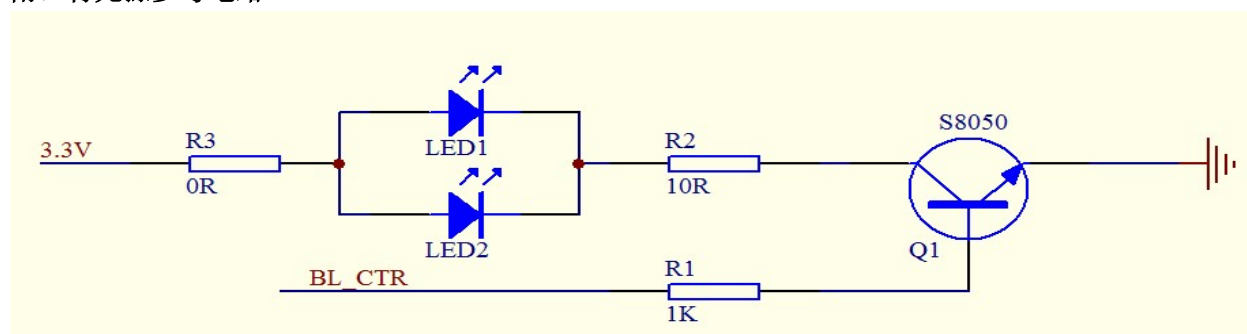 S8050
3.3V
R3
LED1
R2
0R
10R
LED2
Q1
BL_CTR
R1
1K